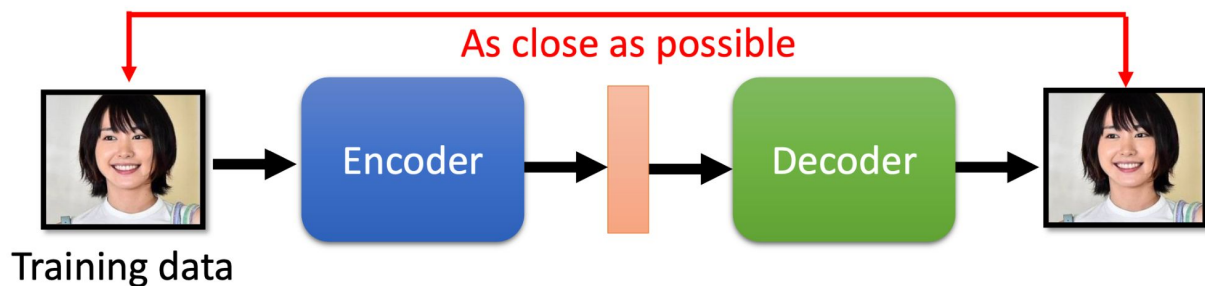 As close as possible
Encoder
Decoder
Training data